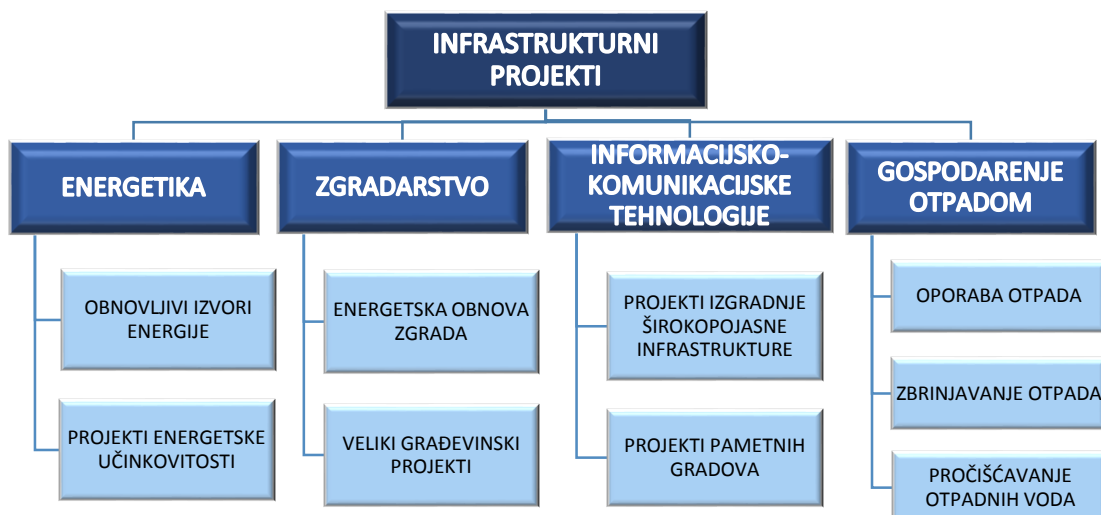 INFRASTRUKTURNI
PROJEKTI
ENERGETIKA
OBNOVLJIVI IZVORI
ENERGIJE
PROJEKTI ENERGETSKE
UČINKOVITOSTI
ZGRADARSTVO
ENERGETSKA OBNOVA
ZGRADA
VELIKI GRAĐEVINSKI
PROJEKTI
INFORMACIJSKO-
KOMUNIKACIJSKE
TEHNOLOGIJE
PROJEKTI IZGRADNJE
ŠIROKOPOJASNE
INFRASTRUKTURE
PROJEKTI PAMETNIH
GRADOVA
GOSPODARENJE
OTPADOM
OPORABA OTPADA
ZBRINJAVANJE OTPADA
PROČIŠĆAVANJE
OTPADNIH VODA